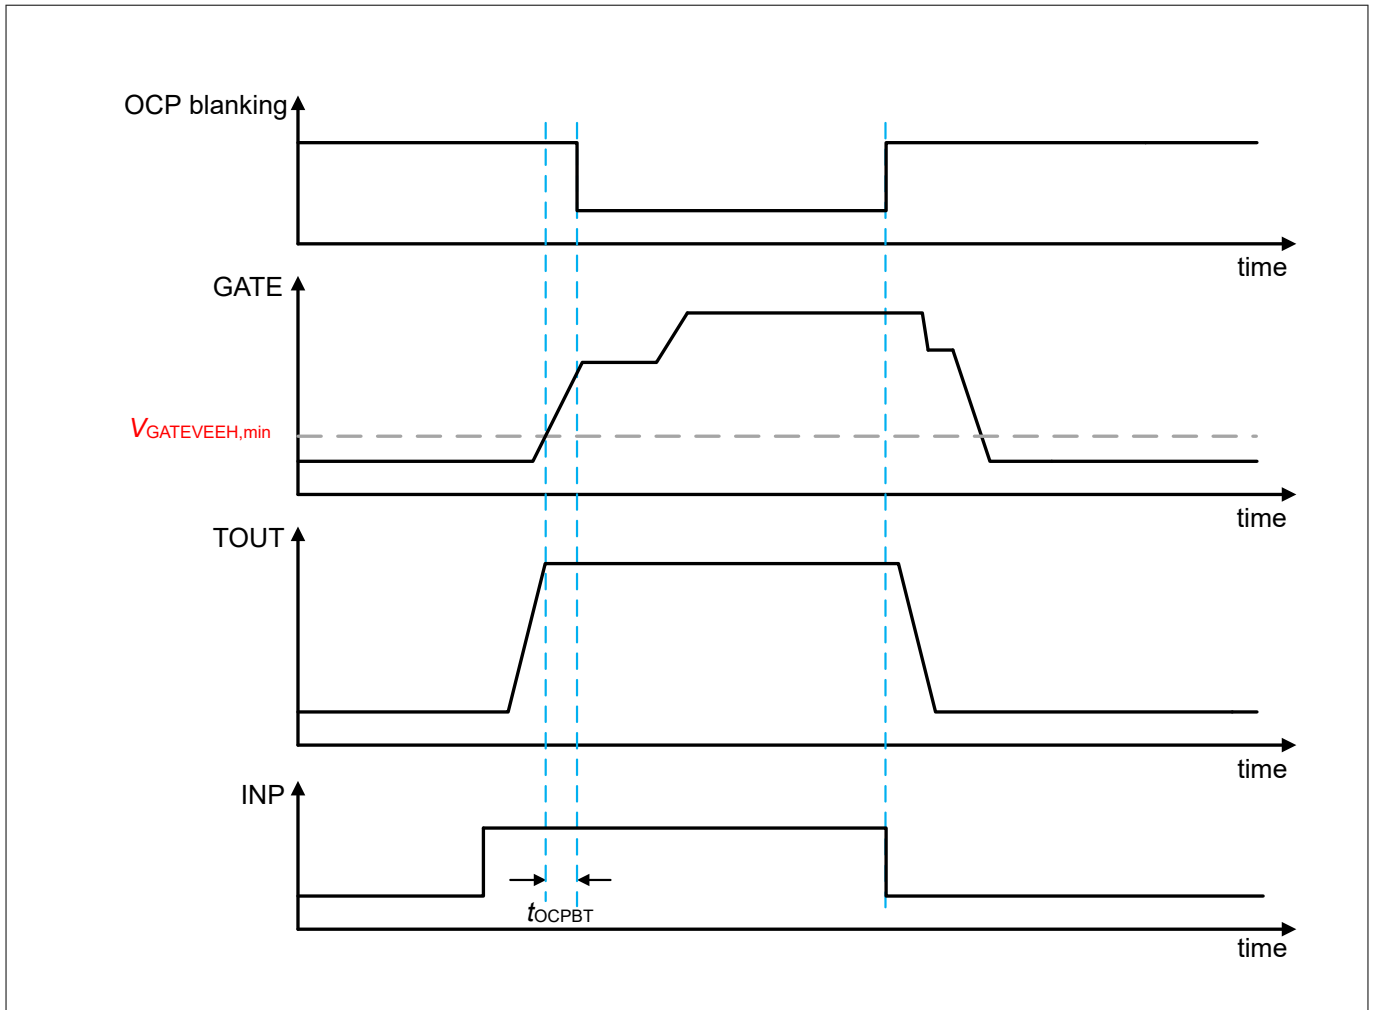 OCP blanking
time
GATE
VGATEVEEH,min
time
TOUT
time
INP
tOCPBT
time